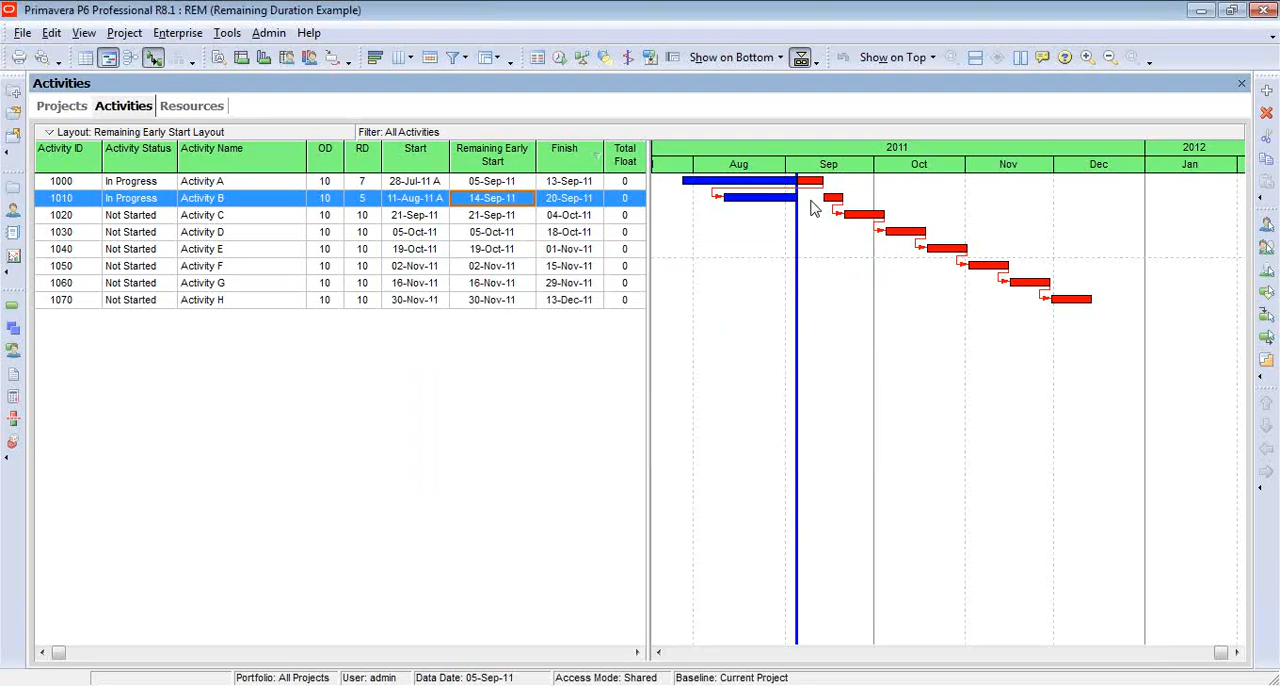 Primavera P6 Professional R8.1 : REM (Remaining Duration Example)
File Edit View Project Enterprise Tools Admin Help
Show on Bottom Show on Top
Activities
Projects Activities Resources
Layout: Remaining Early Start Layout Filter: All Activities
Activity ID Activity Status Activity Name OD RD Start Remaining Early Start Finish Total Float
2011 2012
Aug Sep Oct Nov Dec Jan
1000 In Progress Activity A 10 7 28-Jul-11 A 05-Sep-11 13-Sep-11 0
1010 In Progress Activity B 10 5 11-Aug-11 A 14-Sep-11 20-Sep-11 0
1020 Not Started Activity C 10 10 21-Sep-11 21-Sep-11 04-Oct-11 0
1030 Not Started Activity D 10 10 05-Oct-11 05-Oct-11 18-Oct-11 0
1040 Not Started Activity E 10 10 19-Oct-11 19-Oct-11 01-Nov-11 0
1050 Not Started Activity F 10 10 02-Nov-11 02-Nov-11 15-Nov-11 0
1060 Not Started Activity G 10 10 16-Nov-11 16-Nov-11 29-Nov-11 0
1070 Not Started Activity H 10 10 30-Nov-11 30-Nov-11 13-Dec-11 0
Portfolio: All Projects User: admin Data Date: 05-Sep-11 Access Mode: Shared Baseline: Current Project